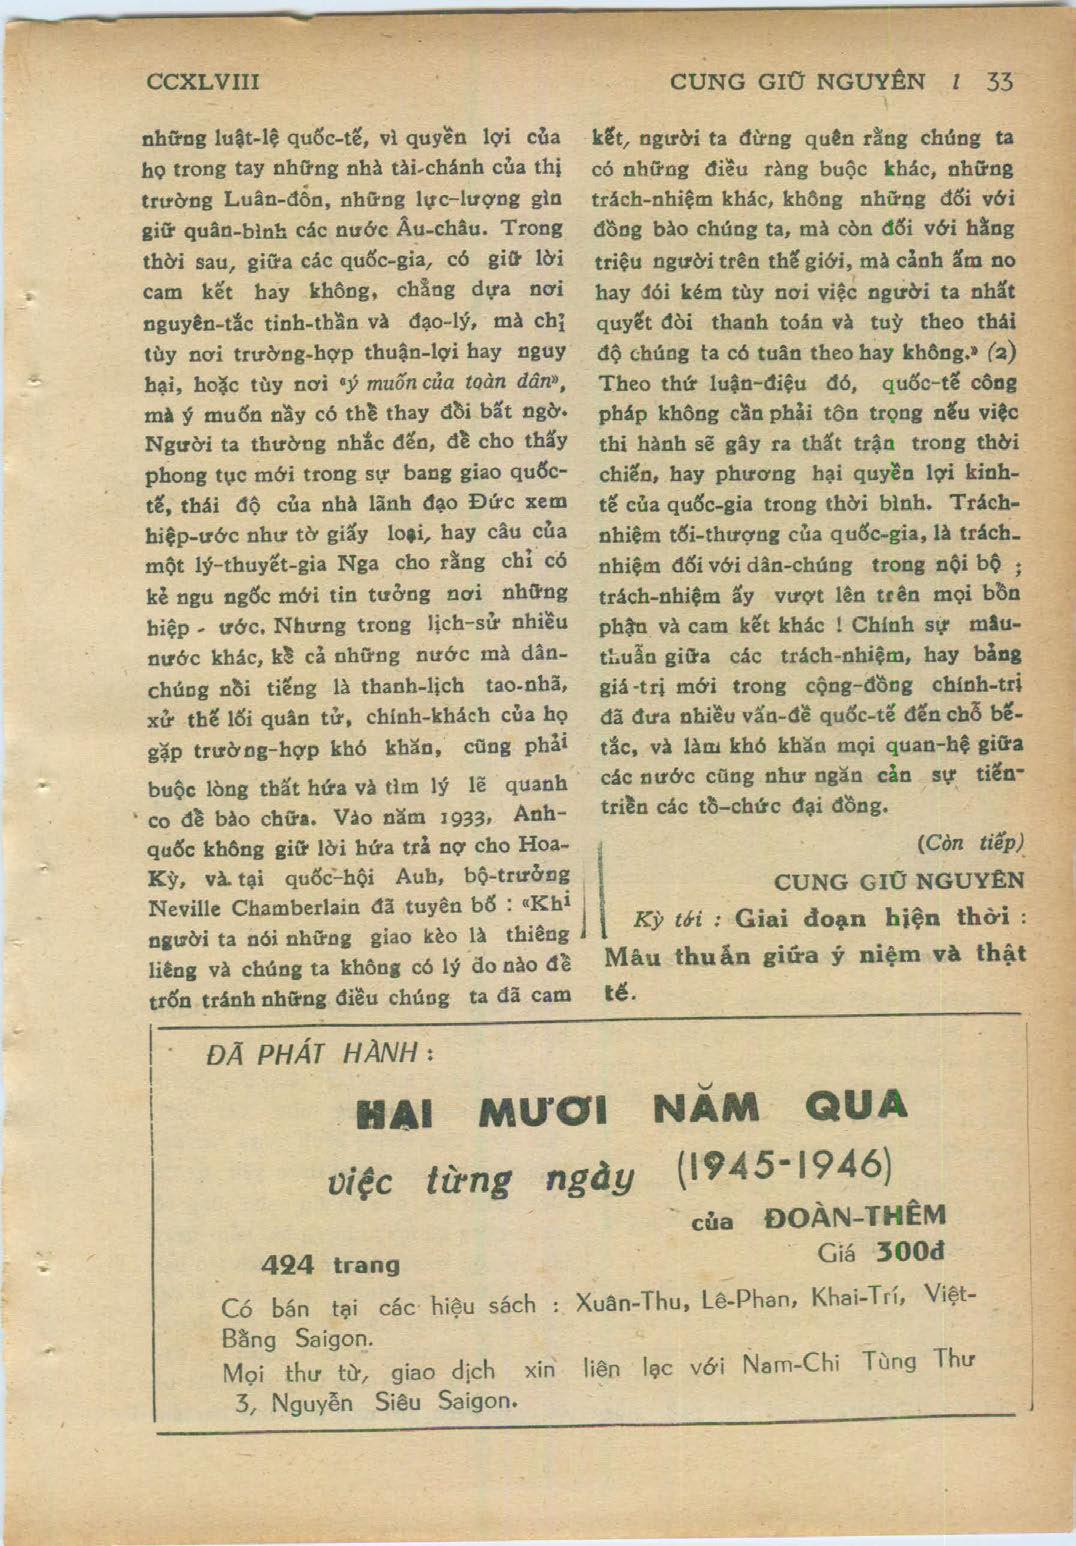 CCXLVIII
CUNG GIŨ NGUYÊN / 33
những luật-lệ quốc-tế, vì quyền lợi của
họ trong tay những nhà tài-chánh của thị
trường Luân-đôn, những lực-lượng gìn
giữ quân-bình các nước Âu-châu. Trong
thời sau, giữa các quốc-gia, có giữ lời
cam kết hay không, chẳng dựa nơi
nguyên-tắc tinh-thần và đạo-lý, mà chỉ
tùy nơi trường-hợp thuận-lợi hay nguy
hại, hoặc tùy nơi «ý muốn của toàn dân»,
mà ý muốn nầy có thể thay đổi bất ngờ.
Người ta thường nhắc đến, để cho thấy
phong tục mới trong sự bang giao quốc-
tế, thái độ của nhà lãnh đạo Đức xem
hiệp-ước như tờ giấy loại, hay câu của
một lý-thuyết-gia Nga cho rằng chỉ có
kẻ ngu ngốc mới tin tưởng nơi những
hiệp - ước. Nhưng trong lịch-sử nhiều
nước khác, kể cả những nước mà dân-
chúng nổi tiếng là thanh-lịch tao-nhã,
xử thế lối quân tử, chính-khách của họ
gặp trường-hợp khó khăn, cũng phải
buộc lòng thất hứa và tìm lý lẽ quanh
co để bào chữa. Vào năm 1933, Anh-
quốc không giữ lời hứa trả nợ cho Hoa-
Kỳ, và tại quốc-hội Auh, bộ-trưởng
Neville Chamberlain đã tuyên bố : «Khi
người ta nói những giao kèo là thiêng
liêng và chúng ta không có lý do nào để
trốn tránh những điều chúng ta đã cam
kết, người ta đừng quên rằng chúng ta
có những điều ràng buộc khác, những
trách-nhiệm khác, không những đối với
đồng bào chúng ta, mà còn đối với hằng
triệu người trên thế giới, mà cảnh ấm no
hay đói kém tùy nơi việc người ta nhất
quyết đòi thanh toán và tuỳ theo thái
độ chúng ta có tuân theo hay không.» (2)
Theo thứ luận-điệu đó, quốc-tế công
pháp không cần phải tôn trọng nếu việc
thi hành sẽ gây ra thất trận trong thời
chiến, hay phương hại quyền lợi kinh-
tế của quốc-gia trong thời bình. Trách-
nhiệm tối-thượng của quốc-gia, là trách-
nhiệm đối với dân-chúng trong nội bộ ;
trách-nhiệm ấy vượt lên trên mọi bổn
phận và cam kết khác ! Chính sự mâu-
thuẫn giữa các trách-nhiệm, hay bảng
giá-trị mới trong cộng-đồng chính-trị
đã đưa nhiều vấn-đề quốc-tế đến chỗ bế-
tắc, và làm khó khăn mọi quan-hệ giữa
các nước cũng như ngăn cản sự tiến-
triển các tổ-chức đại đồng.
(Còn tiếp)
CUNG GIŨ NGUYÊN
Kỳ tới : Giai đoạn hiện thời :
Mâu thuẫn giữa ý niệm và thật
tế.
ĐÃ PHÁT HÀNH :
HAI MƯƠI NĂM QUA
việc từng ngày (1945-1946)
của ĐOÀN-THÊM
Giá 300đ
424 trang
Có bán tại các hiệu sách : Xuân-Thu, Lê-Phan, Khai-Trí, Việt-
Bằng Saigon.
Mọi thư từ, giao dịch xin liên lạc với Nam-Chi Tùng Thư
3, Nguyễn Siêu Saigon.